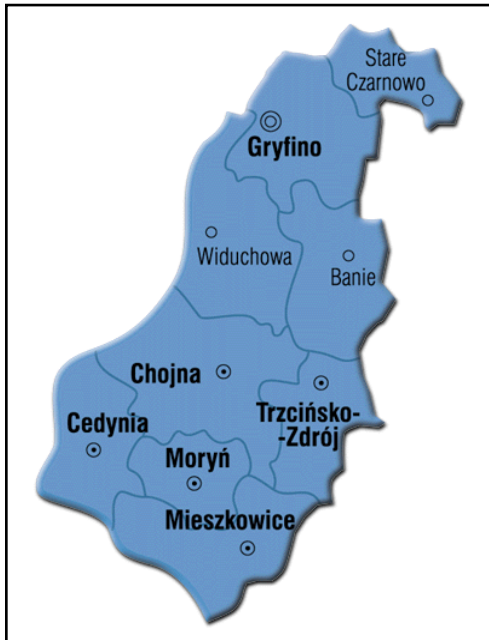 Stare
Czarnowo
Gryfino
Widuchowa
Banie
Chojna
Trzcińsko-
-Zdrój
Cedynia
Moryń
Mieszkowice